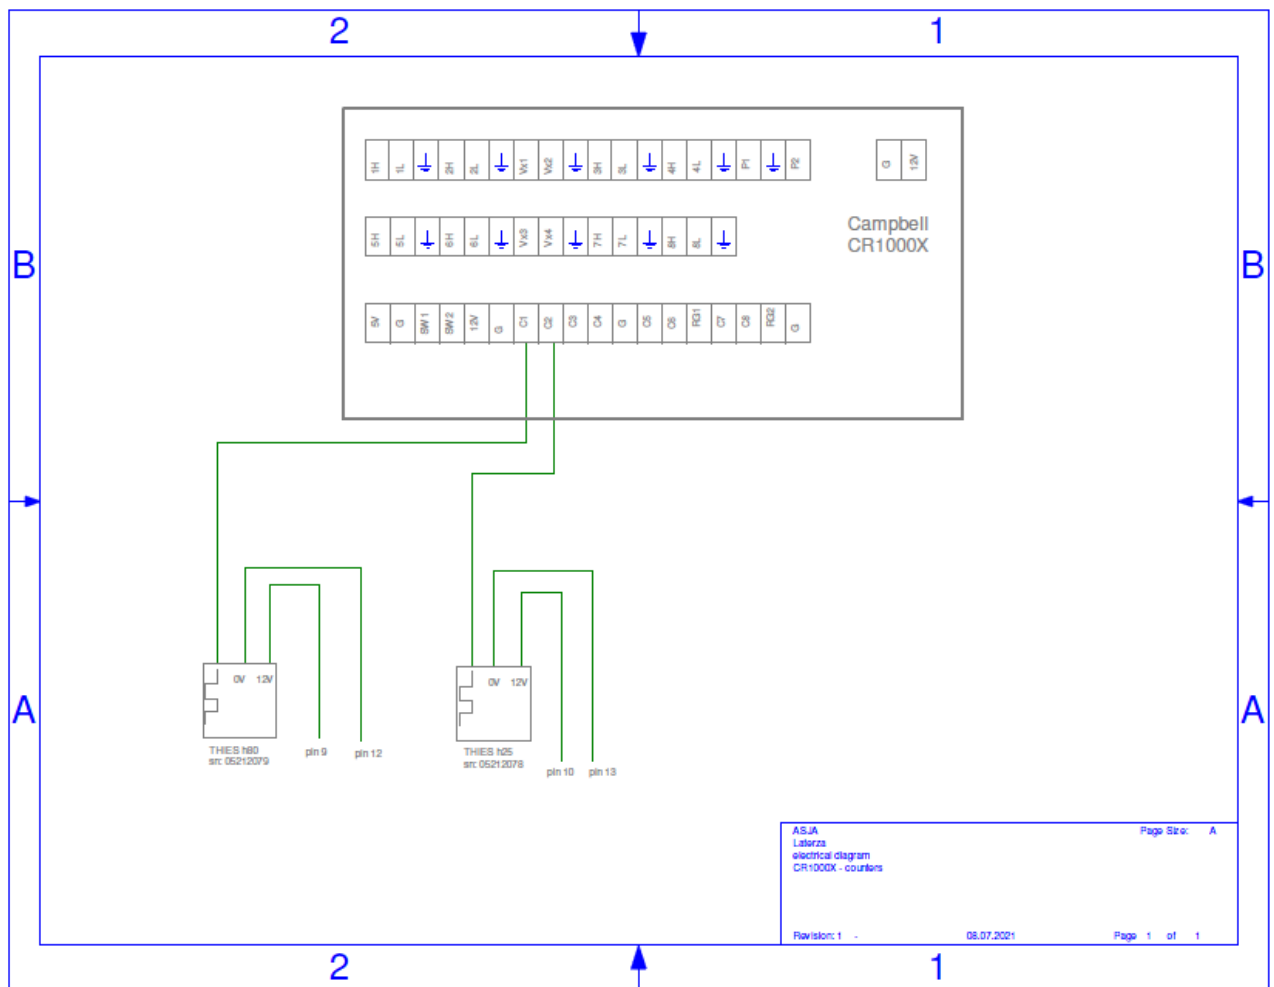 2 1
1H 1L 2H 2L Vx1 Vx2 3H 3L 4H 4L P1 P2
G 12V
5H 5L 6H 6L Vx3 Vx4 7H 7L 8H 8L
Campbell
CR1000X
B B
5V G SW1 SW2 12V G C1 C2 C3 C4 G C5 C6 RG1 C7 C8 RG2 G
0V 12V
0V 12V
A A
THIES h80
sn: 05212079
pin 9
pin 12
THIES h25
sn: 05212078
pin 10
pin 13
ASJA Page Size: A
Laterza
electrical diagram
CR1000X - counters
Revision: 1 - 08.07.2021 Page 1 of 1
2 1